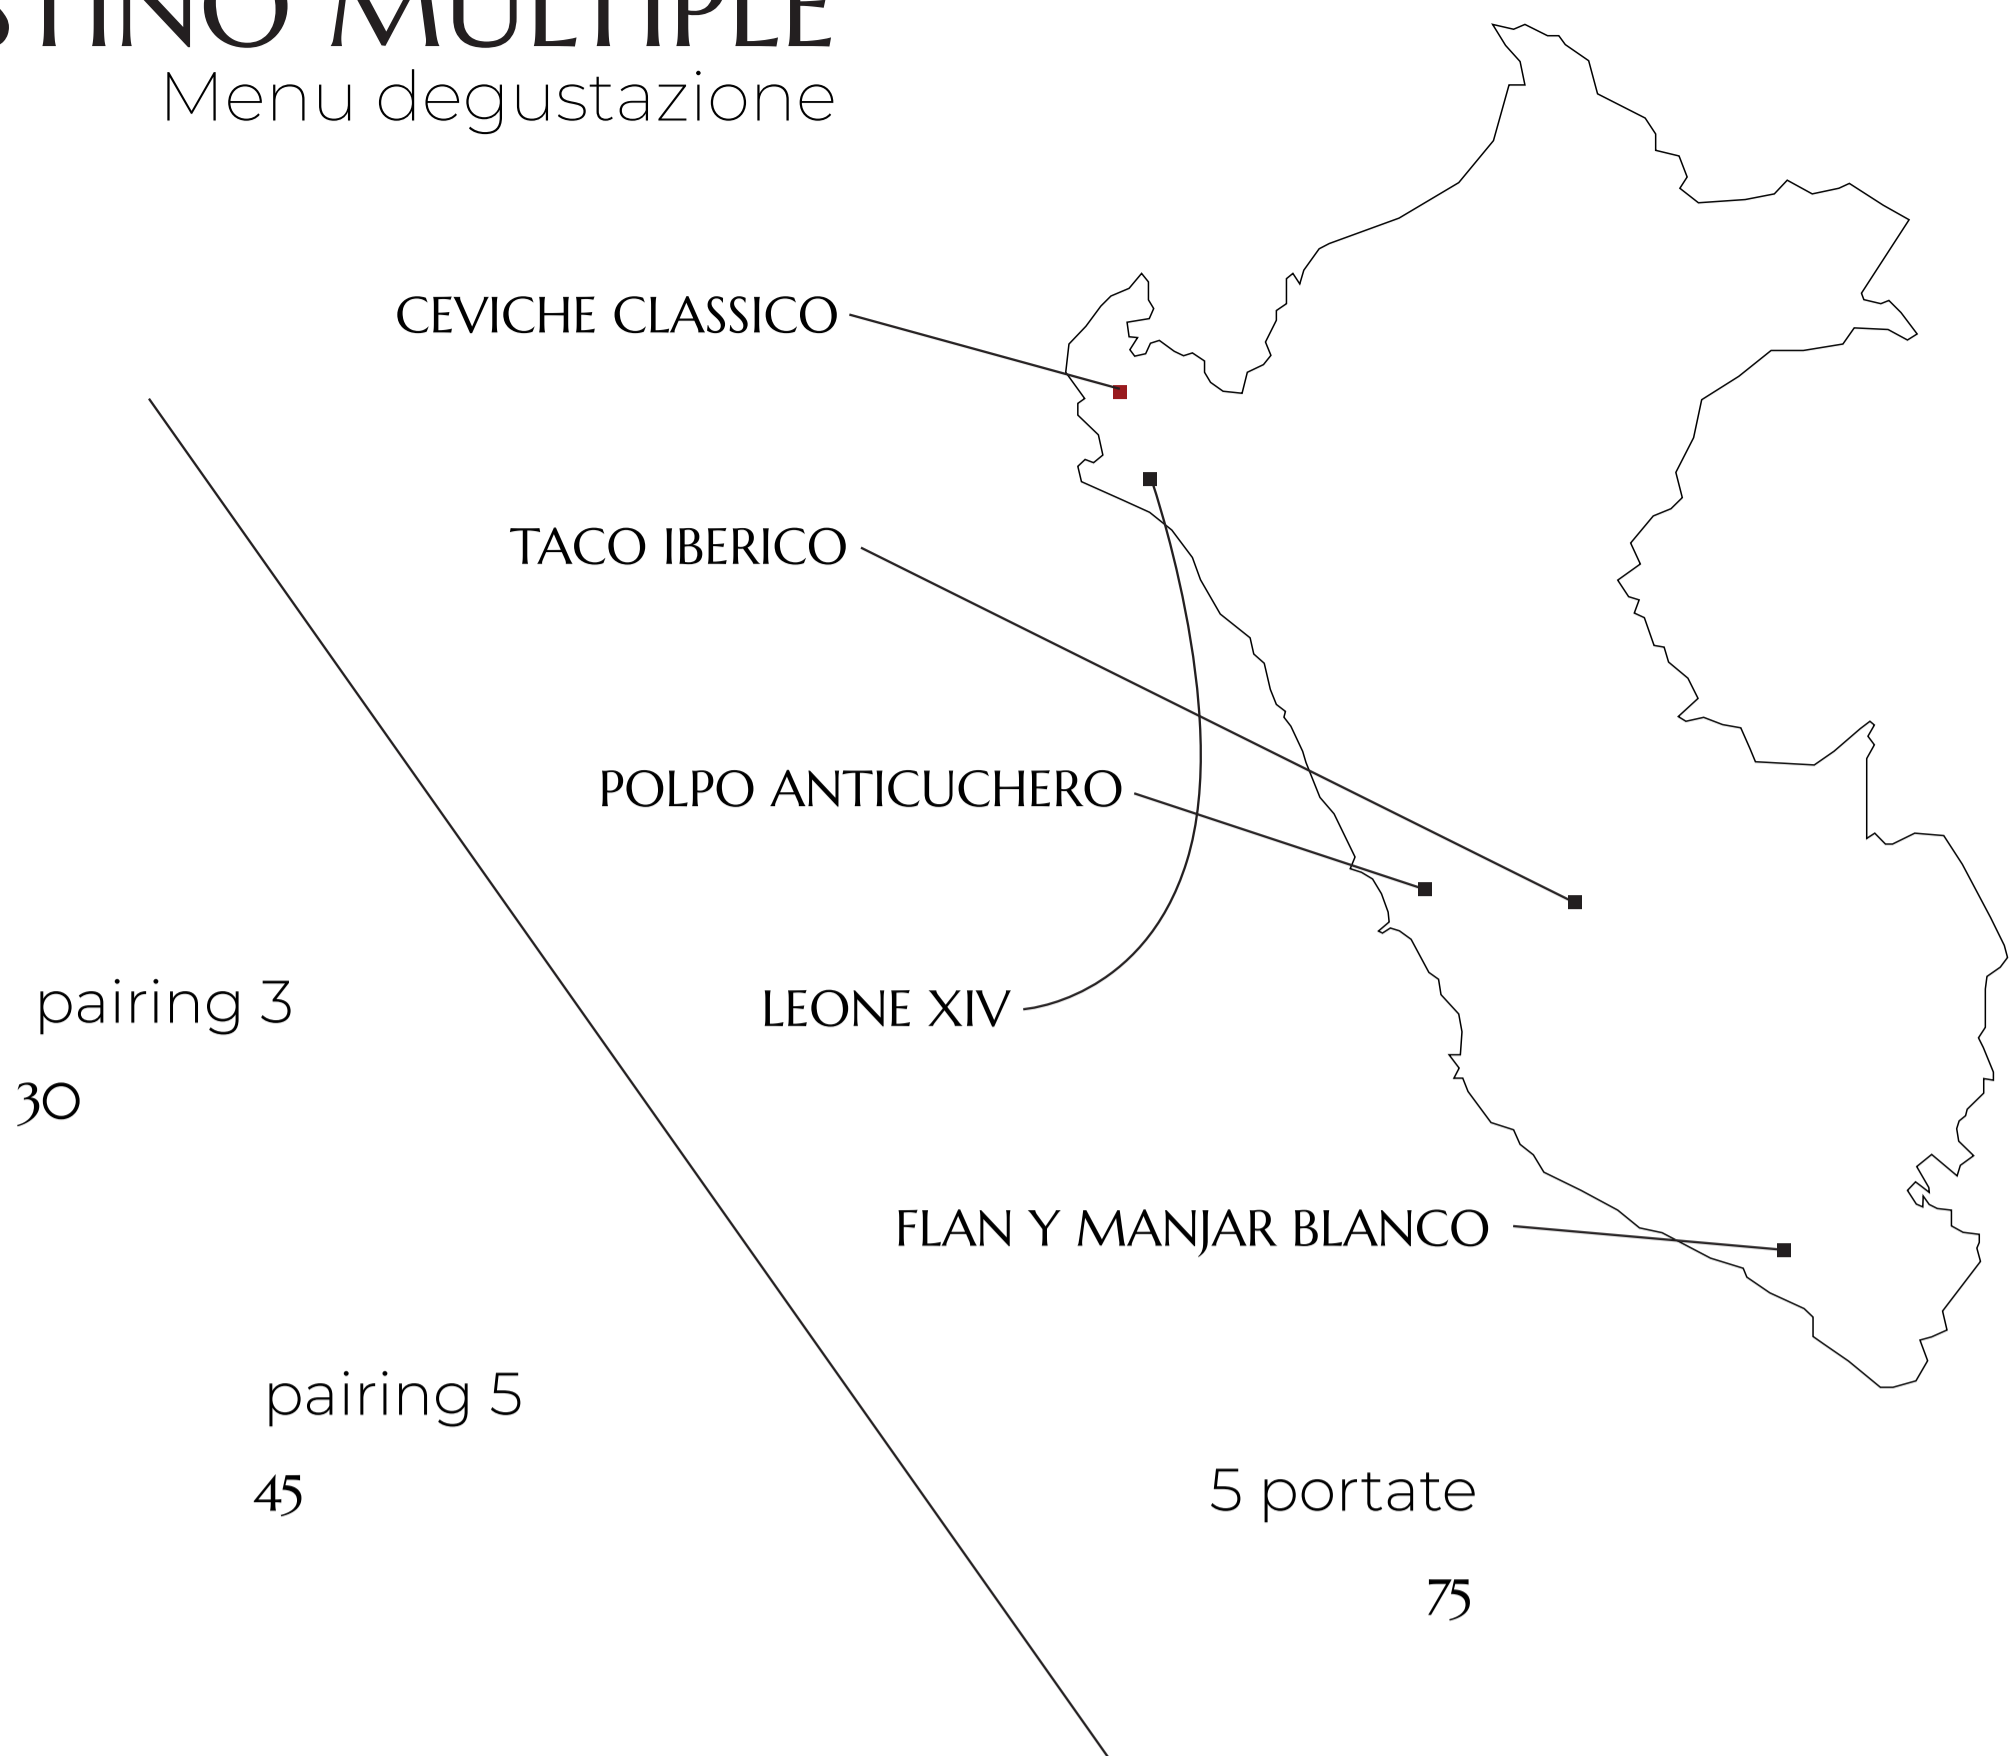 MULTIPLE
Menu degustazione
CEVICHE CLASSICO
TACO IBERICO
POLPO ANTICUCHERO
LEONE XIV
FLAN Y MANJAR BLANCO
pairing 3
30
pairing 5
45
5 portate
75